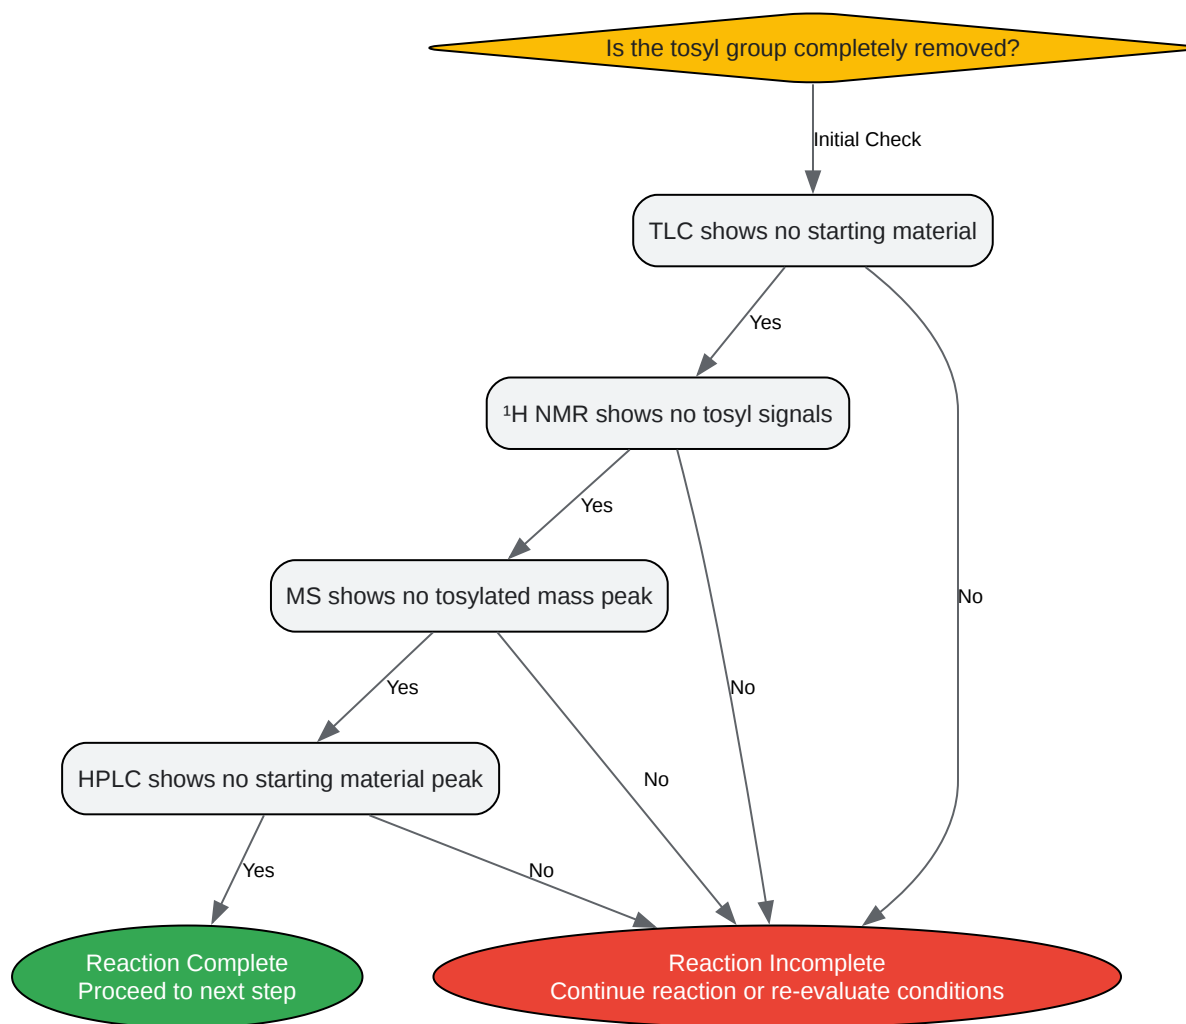 Is the tosyl group completely removed?
Initial Check
TLC shows no starting material
Yes
¹H NMR shows no tosyl signals
Yes
MS shows no tosylated mass peak
No
Yes
No
HPLC shows no starting material peak
No
Yes
No
Reaction Complete
Proceed to next step
Reaction Incomplete
Continue reaction or re-evaluate conditions